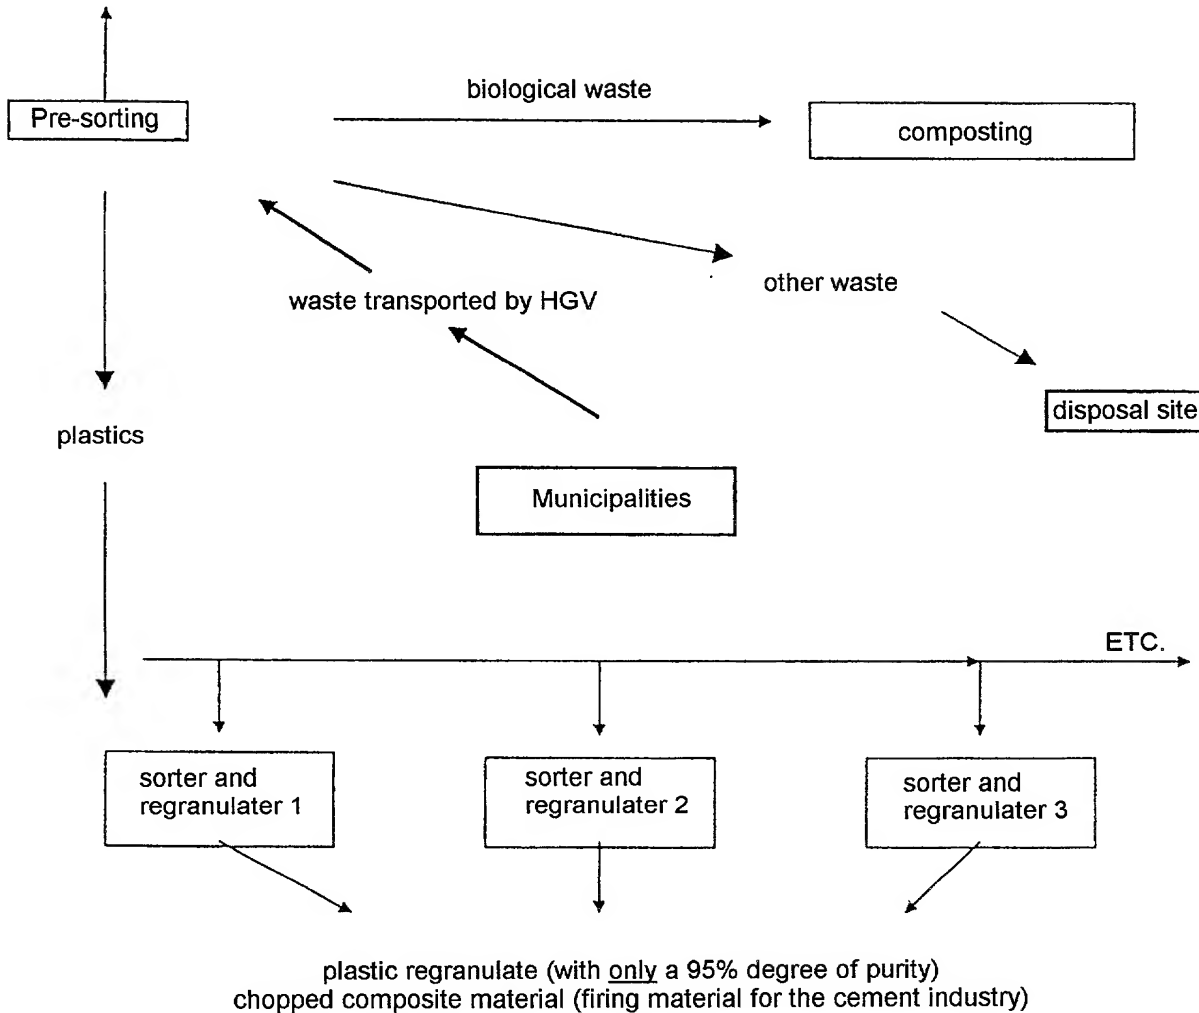 biological waste
Pre-sorting
composting
waste transported by HGV
other waste
disposal site
plastics
Municipalities
ETC.
sorter and
regranulater 1
sorter and
regranulater 2
sorter and
regranulater 3
plastic regranulate (with only a 95% degree of purity)
chopped composite material (firing material for the cement industry)